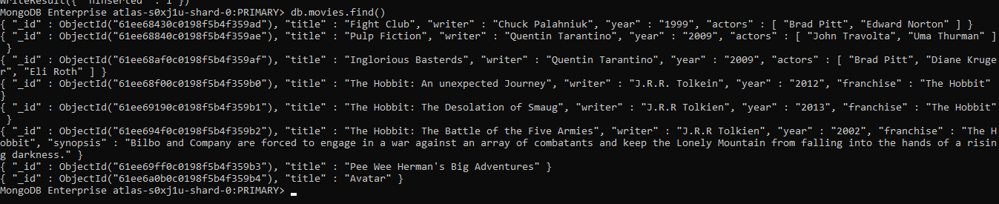 WriteResult({ "nInserted" : 1 })
MongoDB Enterprise atlas-s0xj1u-shard-0:PRIMARY> db.movies.find()
{ "_id" : ObjectId("61ee68430c0198f5b4f359ad"), "title" : "Fight Club", "writer" : "Chuck Palahniuk", "year" : "1999", "actors" : [ "Brad Pitt", "Edward Norton" ] }
{ "_id" : ObjectId("61ee68840c0198f5b4f359ae"), "title" : "Pulp Fiction", "writer" : "Quentin Tarantino", "year" : "2009", "actors" : [ "John Travolta", "Uma Thurman" ]
 }
{ "_id" : ObjectId("61ee68af0c0198f5b4f359af"), "title" : "Inglorious Basterds", "writer" : "Quentin Tarantino", "year" : "2009", "actors" : [ "Brad Pitt", "Diane Kruge
r", "Eli Roth" ] }
{ "_id" : ObjectId("61ee68f00c0198f5b4f359b0"), "title" : "The Hobbit: An unexpected Journey", "writer" : "J.R.R. Tolkein", "year" : "2012", "franchise" : "The Hobbit"
}
{ "_id" : ObjectId("61ee69190c0198f5b4f359b1"), "title" : "The Hobbit: The Desolation of Smaug", "writer" : "J.R.R Tolkien", "year" : "2013", "franchise" : "The Hobbit"
 }
{ "_id" : ObjectId("61ee694f0c0198f5b4f359b2"), "title" : "The Hobbit: The Battle of the Five Armies", "writer" : "J.R.R Tolkien", "year" : "2002", "franchise" : "The H
obbit", "synopsis" : "Bilbo and Company are forced to engage in a war against an array of combatants and keep the Lonely Mountain from falling into the hands of a risin
g darkness." }
{ "_id" : ObjectId("61ee69ff0c0198f5b4f359b3"), "title" : "Pee Wee Herman's Big Adventures" }
{ "_id" : ObjectId("61ee6a0b0c0198f5b4f359b4"), "title" : "Avatar" }
MongoDB Enterprise atlas-s0xj1u-shard-0:PRIMARY>